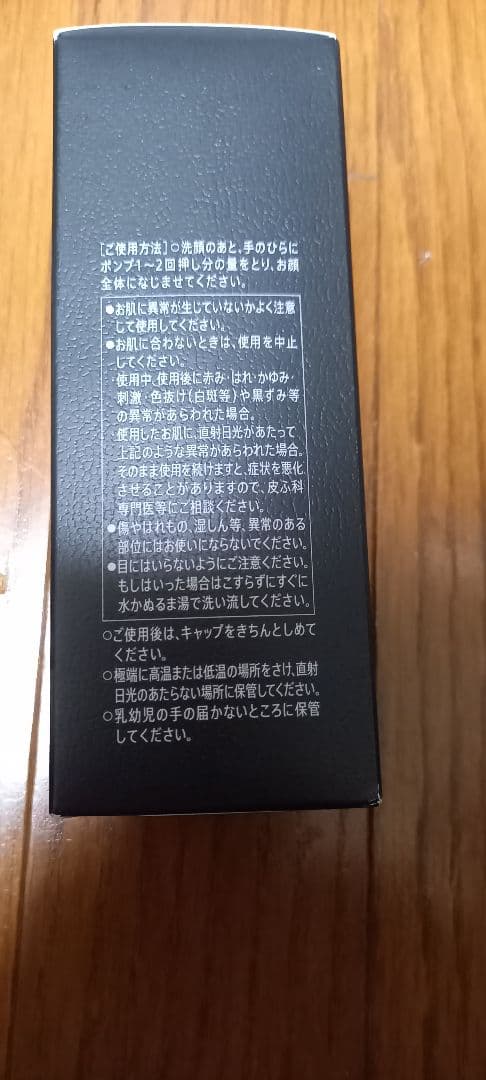 [ご使用方法]○洗顔のあと、手のひらに
ポンプ1～2回押し分の量をとり、お顔
全体になじませてください。
●お肌に異常が生じていないかよく注意
して使用してください。
●お肌に合わないときは、使用を中止
してください。
・使用中、使用後に赤み・はれ・かゆみ・
刺激・色抜け(白斑等)や黒ずみ等
の異常があらわれた場合。
・使用したお肌に、直射日光があたって
上記のような異常があらわれた場合。
そのまま使用を続けますと、症状を悪化
させることがありますので、皮ふ科
専門医等にご相談ください。
●傷やはれもの、湿しん等、異常のある
部位にはお使いにならないでください。
●目にはいらないようにご注意ください。
もしはいった場合はこすらずにすぐに
水かぬるま湯で洗い流してください。
○ご使用後は、キャップをきちんとしめて
ください。
○極端に高温または低温の場所をさけ、直射
日光のあたらない場所に保管してください。
○乳幼児の手の届かないところに保管
してください。